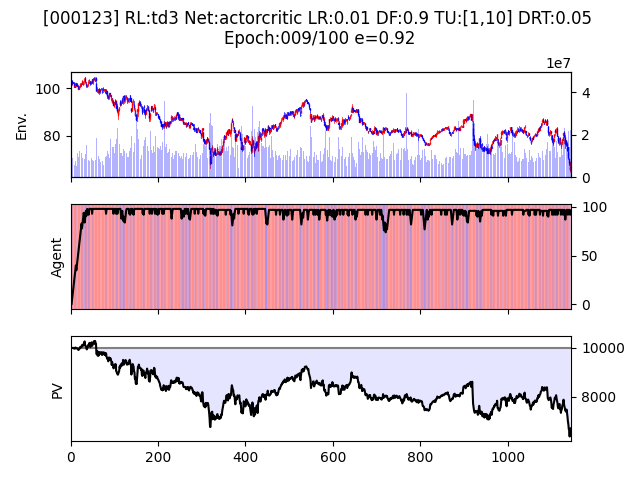 [000123] RL:td3 Net:actorcritic LR:0.01 DF:0.9 TU:[1,10] DRT:0.05
Epoch:009/100 e=0.92
1e7
Env.
100
80
4
2
0
Agent
100
50
0
PV
10000
8000
0 200 400 600 800 1000